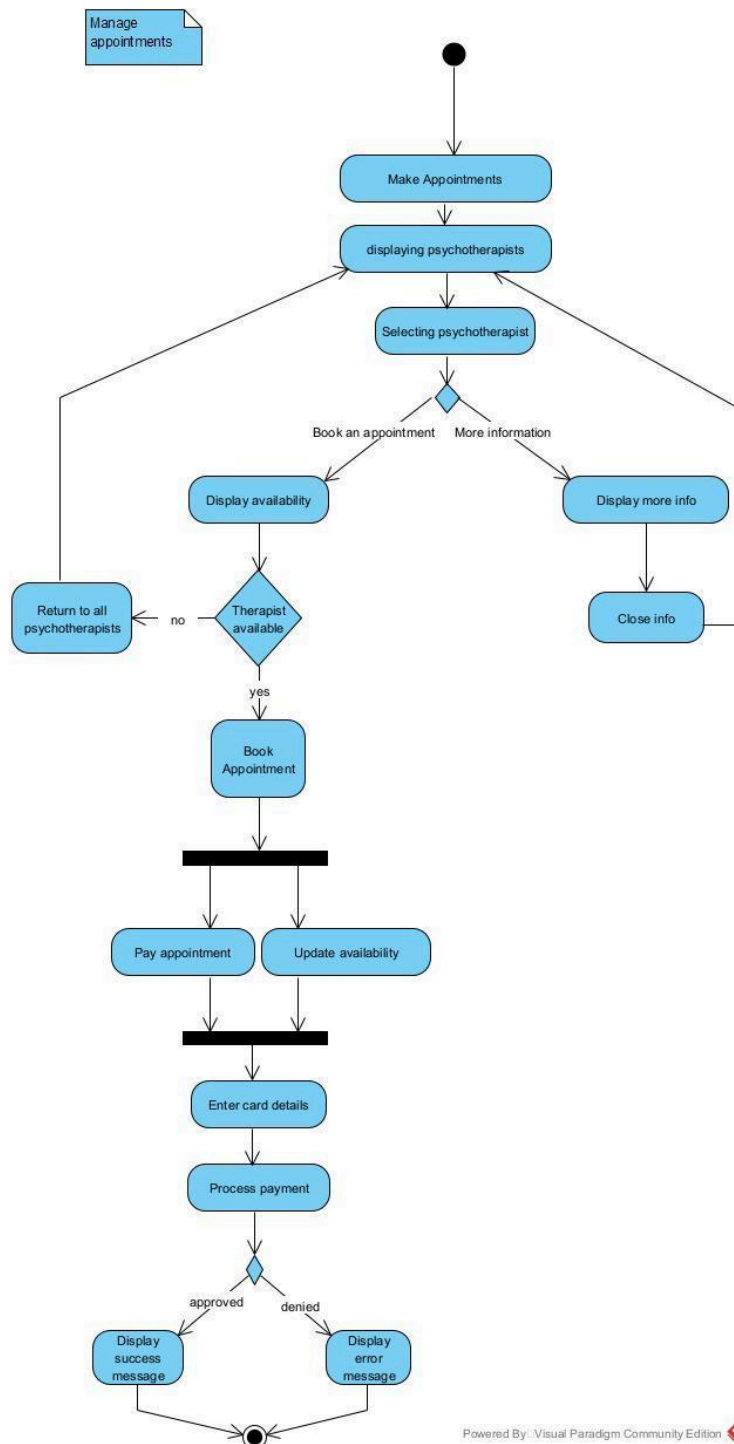 Manage
appointments
Make Appointments
displaying psychotherapists
Selecting psychotherapist
Book an appointment
More information
Display availability
Display more info
Return to all
psychotherapists
no
Therapist
available
Close info
yes
Book
Appointment
Pay appointment
Update availability
Enter card details
Process payment
approved
denied
Display
success
message
Display
error
message
Powered By Visual Paradigm Community Edition